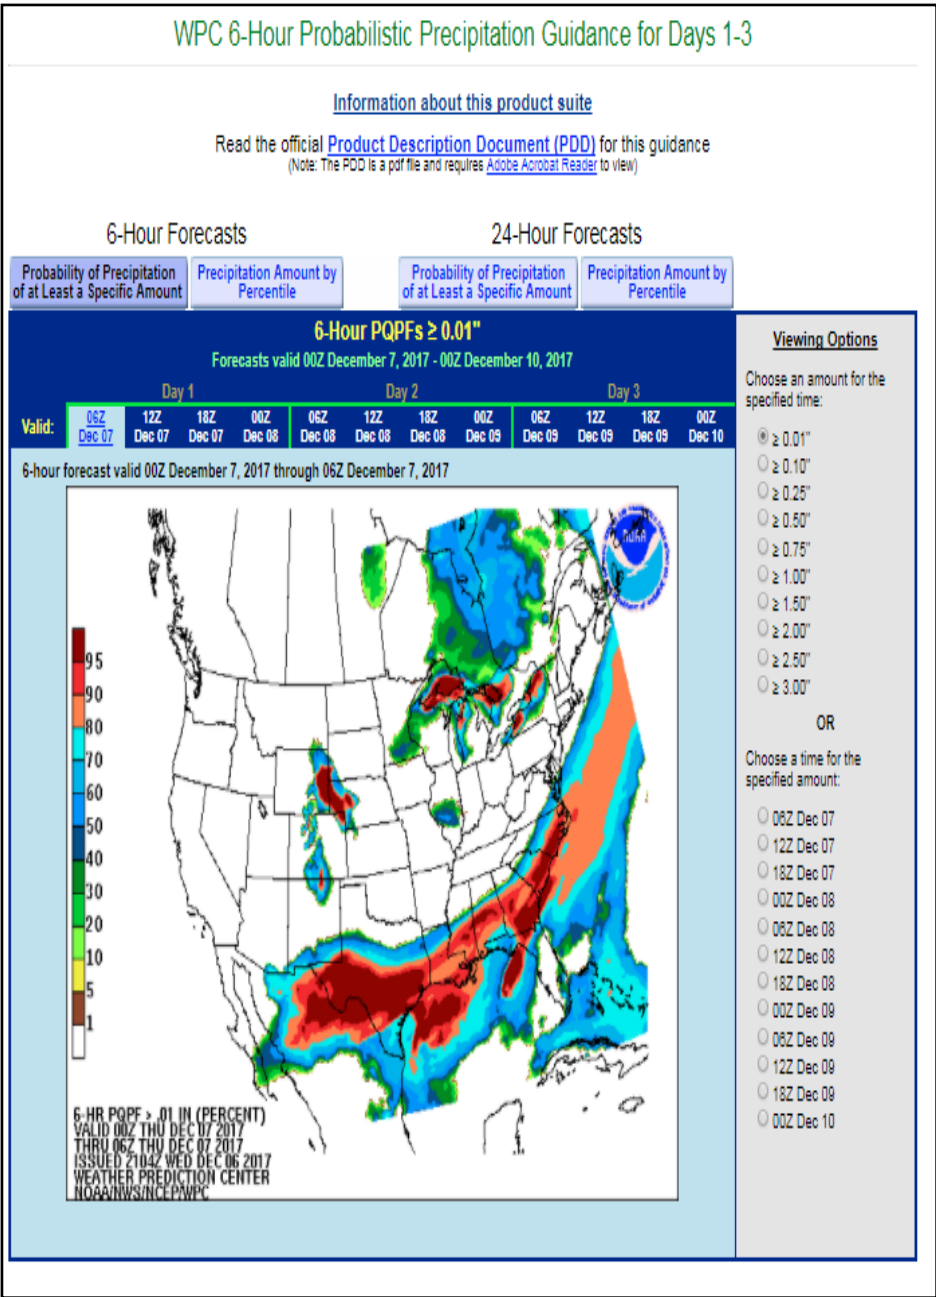 WPC 6-Hour Probabilistic Precipitation Guidance for Days 1-3
Information about this product suite
Read the official Product Description Document (PDD) for this guidance
(Note: The PDD is a pdf file and requires Adobe Acrobat Reader to view)
6-Hour Forecasts
24-Hour Forecasts
Probability of Precipitation
of at Least a Specific Amount
Precipitation Amount by
Percentile
Probability of Precipitation
of at Least a Specific Amount
Precipitation Amount by
Percentile
6-Hour PQPFs ≥ 0.01"
Forecasts valid 00Z December 7, 2017 - 00Z December 10, 2017
Day 1 Day 2 Day 3
Valid: 06Z 12Z 18Z 00Z 06Z 12Z 18Z 00Z 06Z 12Z 18Z 00Z
Dec 07 Dec 07 Dec 07 Dec 08 Dec 08 Dec 08 Dec 08 Dec 09 Dec 09 Dec 09 Dec 09 Dec 10
6-hour forecast valid 00Z December 7, 2017 through 06Z December 7, 2017
NOAA
95
90
80
70
60
50
40
30
20
10
5
1
6-HR PQPF > .01 IN (PERCENT)
VALID 00Z THU DEC 07 2017
THRU 06Z THU DEC 07 2017
ISSUED 2104Z WED DEC 06 2017
WEATHER PREDICTION CENTER
NOAA/NWS/NCEP/WPC
Viewing Options
Choose an amount for the
specified time:
≥ 0.01"
≥ 0.10"
≥ 0.25"
≥ 0.50"
≥ 0.75"
≥ 1.00"
≥ 1.50"
≥ 2.00"
≥ 2.50"
≥ 3.00"
OR
Choose a time for the
specified amount:
06Z Dec 07
12Z Dec 07
18Z Dec 07
00Z Dec 08
06Z Dec 08
12Z Dec 08
18Z Dec 08
00Z Dec 09
06Z Dec 09
12Z Dec 09
18Z Dec 09
00Z Dec 10